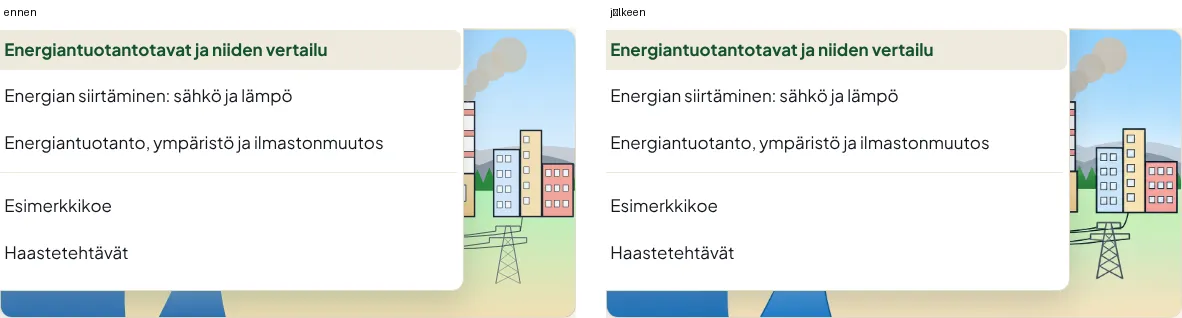 ennen
Energiantuotantotavat ja niiden vertailu
Energian siirtäminen: sähkö ja lämpö
Energiantuotanto, ympäristö ja ilmastonmuutos
Esimerkkikoe
Haastetehtävät
j▯lkeen
Energiantuotantotavat ja niiden vertailu
Energian siirtäminen: sähkö ja lämpö
Energiantuotanto, ympäristö ja ilmastonmuutos
Esimerkkikoe
Haastetehtävät